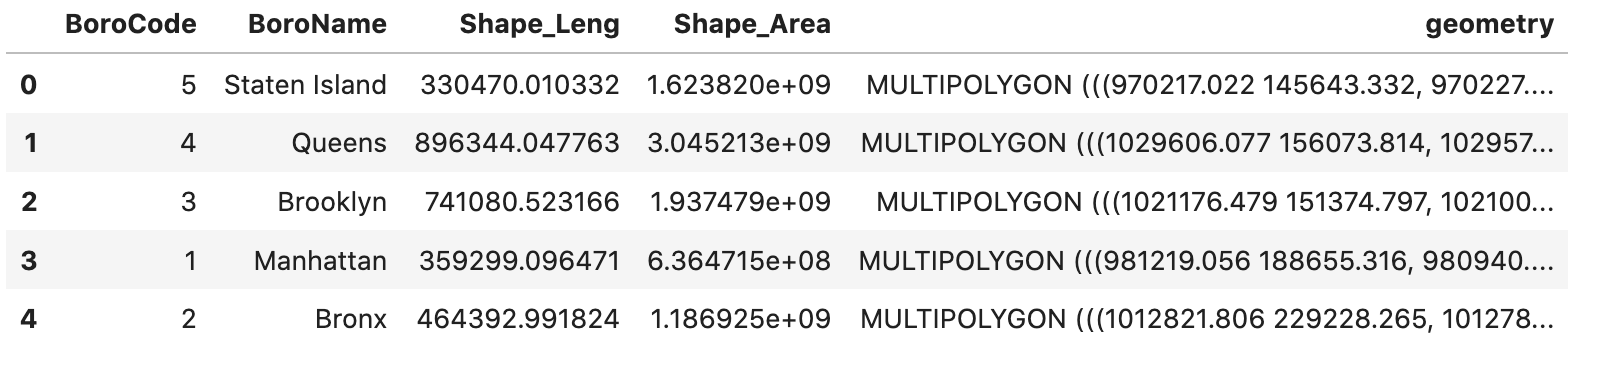 BoroCode BoroName Shape_Leng Shape_Area geometry
0 5 Staten Island 330470.010332 1.623820e+09 MULTIPOLYGON (((970217.022 145643.332, 970227....
1 4 Queens 896344.047763 3.045213e+09 MULTIPOLYGON (((1029606.077 156073.814, 102957...
2 3 Brooklyn 741080.523166 1.937479e+09 MULTIPOLYGON (((1021176.479 151374.797, 102100...
3 1 Manhattan 359299.096471 6.364715e+08 MULTIPOLYGON (((981219.056 188655.316, 980940....
4 2 Bronx 464392.991824 1.186925e+09 MULTIPOLYGON (((1012821.806 229228.265, 101278...